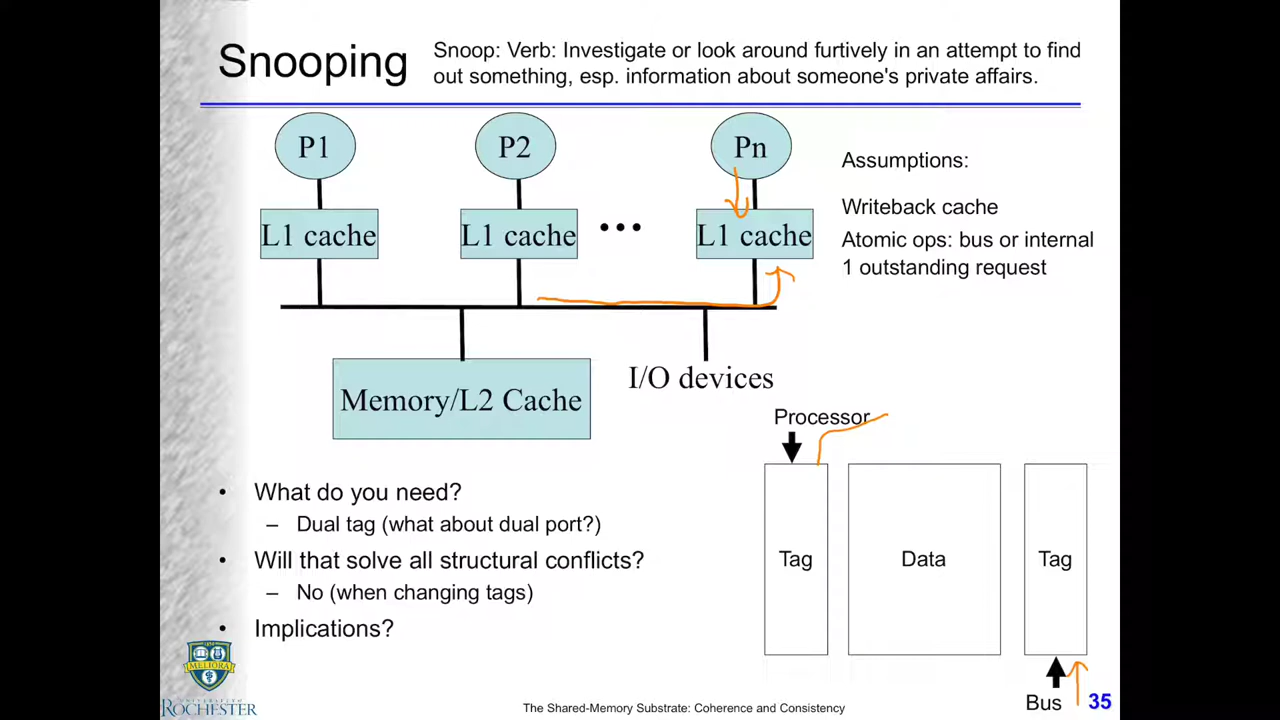 Snooping
Snoop: Verb: Investigate or look around furtively in an attempt to find
out something, esp. information about someone's private affairs.
P1
P2
Pn
L1 cache
L1 cache
•••
L1 cache
Assumptions:
Writeback cache
Atomic ops: bus or internal
1 outstanding request
Memory/L2 Cache
I/O devices
• What do you need?
– Dual tag (what about dual port?)
• Will that solve all structural conflicts?
– No (when changing tags)
• Implications?
Processor
Tag
Data
Tag
Bus
MELIORA
UNIVERSITY of
ROCHESTER
The Shared-Memory Substrate: Coherence and Consistency
35